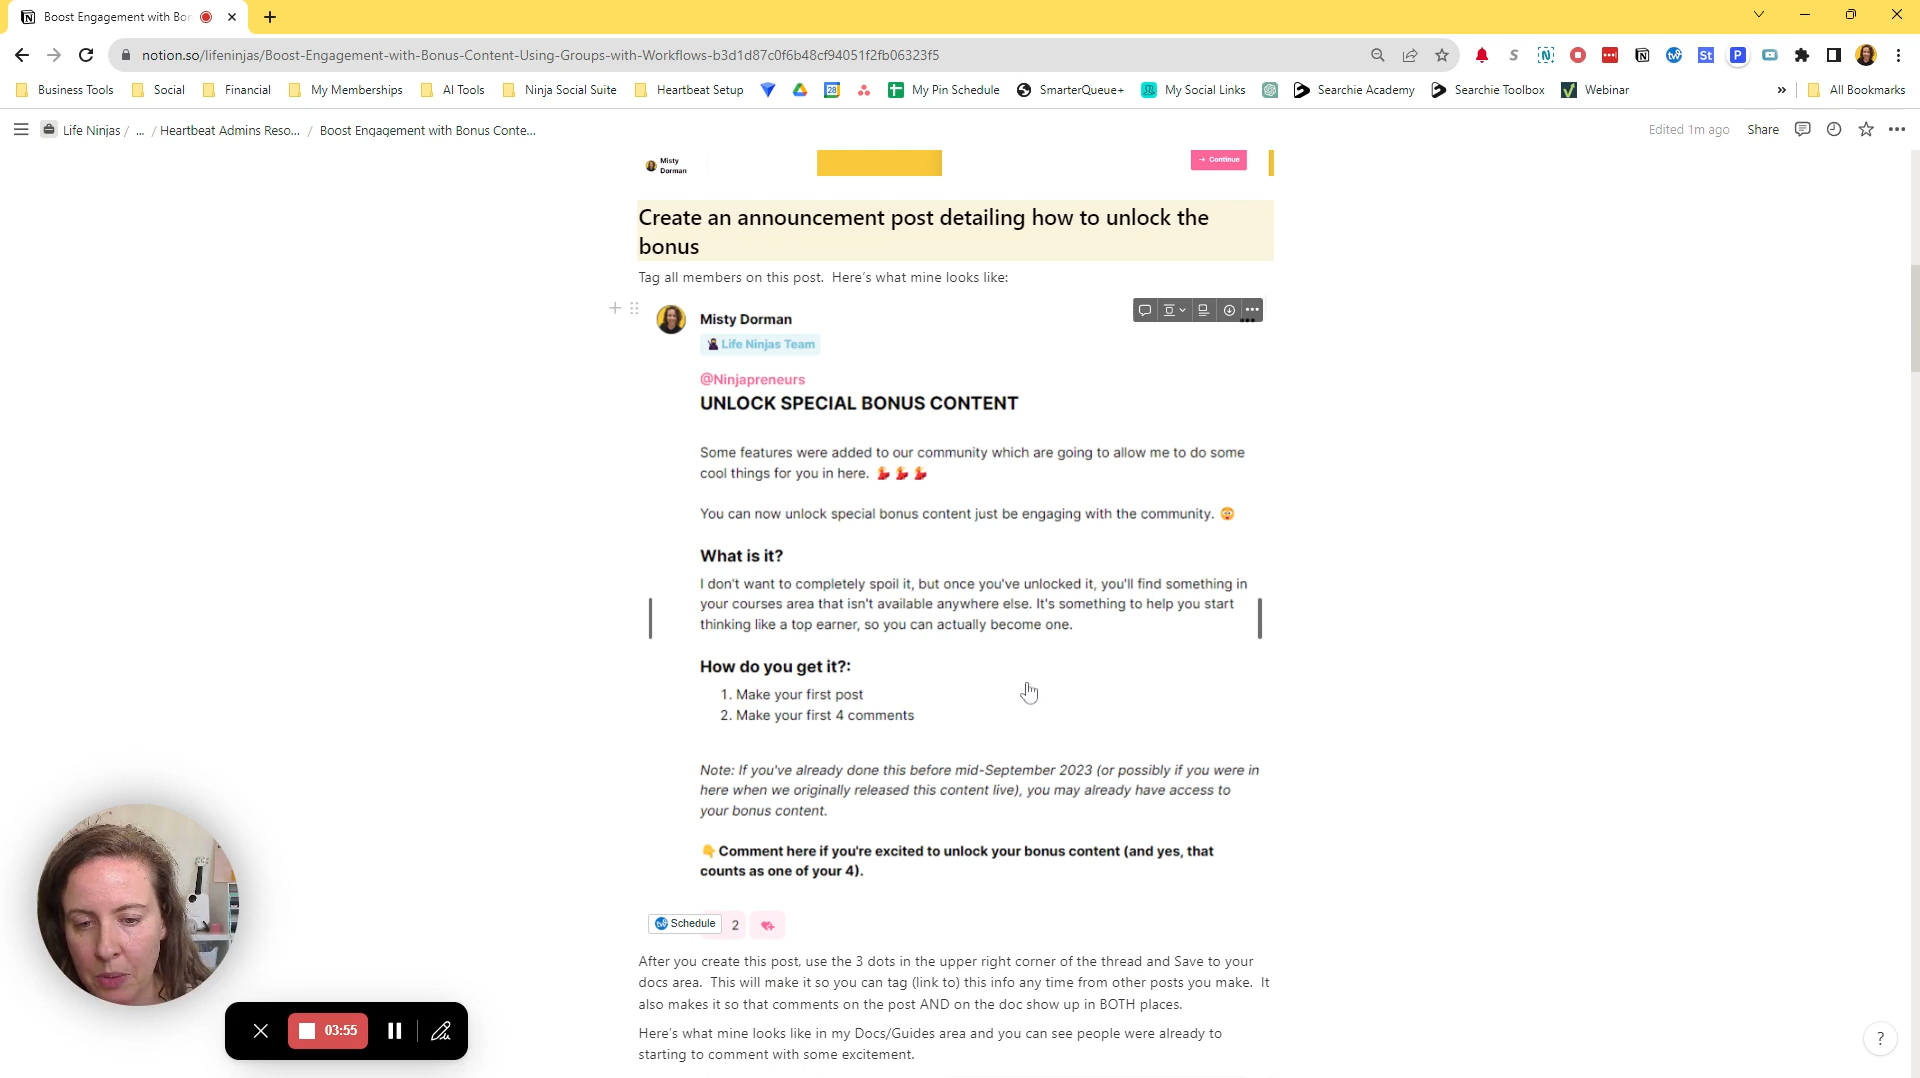 Boost Engagement with Bon
notion.so/lifeninjas/Boost-Engagement-with-Bonus-Content-Using-Groups-with-Workflows-b3d1d87c0f6b48cf94051f2fb06323f5
Business Tools
Social
Financial
My Memberships
AI Tools
Ninja Social Suite
Heartbeat Setup
28
My Pin Schedule
SmarterQueue+
My Social Links
Searchie Academy
Searchie Toolbox
Webinar
»
All Bookmarks
Life Ninjas / ... / Heartbeat Admins Reso... / Boost Engagement with Bonus Conte...
Edited 1m ago
Share
Misty
Dorman
→ Continue
Create an announcement post detailing how to unlock the
bonus
Tag all members on this post. Here's what mine looks like:
Misty Dorman
Life Ninjas Team
@Ninjapreneurs
UNLOCK SPECIAL BONUS CONTENT
Some features were added to our community which are going to allow me to do some
cool things for you in here. 💃💃💃
You can now unlock special bonus content just be engaging with the community. 🤯
What is it?
I don't want to completely spoil it, but once you've unlocked it, you'll find something in
your courses area that isn't available anywhere else. It's something to help you start
thinking like a top earner, so you can actually become one.
How do you get it?:
1. Make your first post
2. Make your first 4 comments
Note: If you've already done this before mid-September 2023 (or possibly if you were in
here when we originally released this content live), you may already have access to
your bonus content.
👇 Comment here if you're excited to unlock your bonus content (and yes, that
counts as one of your 4).
Schedule
2
After you create this post, use the 3 dots in the upper right corner of the thread and Save to your
docs area. This will make it so you can tag (link to) this info any time from other posts you make. It
also makes it so that comments on the post AND on the doc show up in BOTH places.
Here's what mine looks like in my Docs/Guides area and you can see people were already to
starting to comment with some excitement.
03:55
?